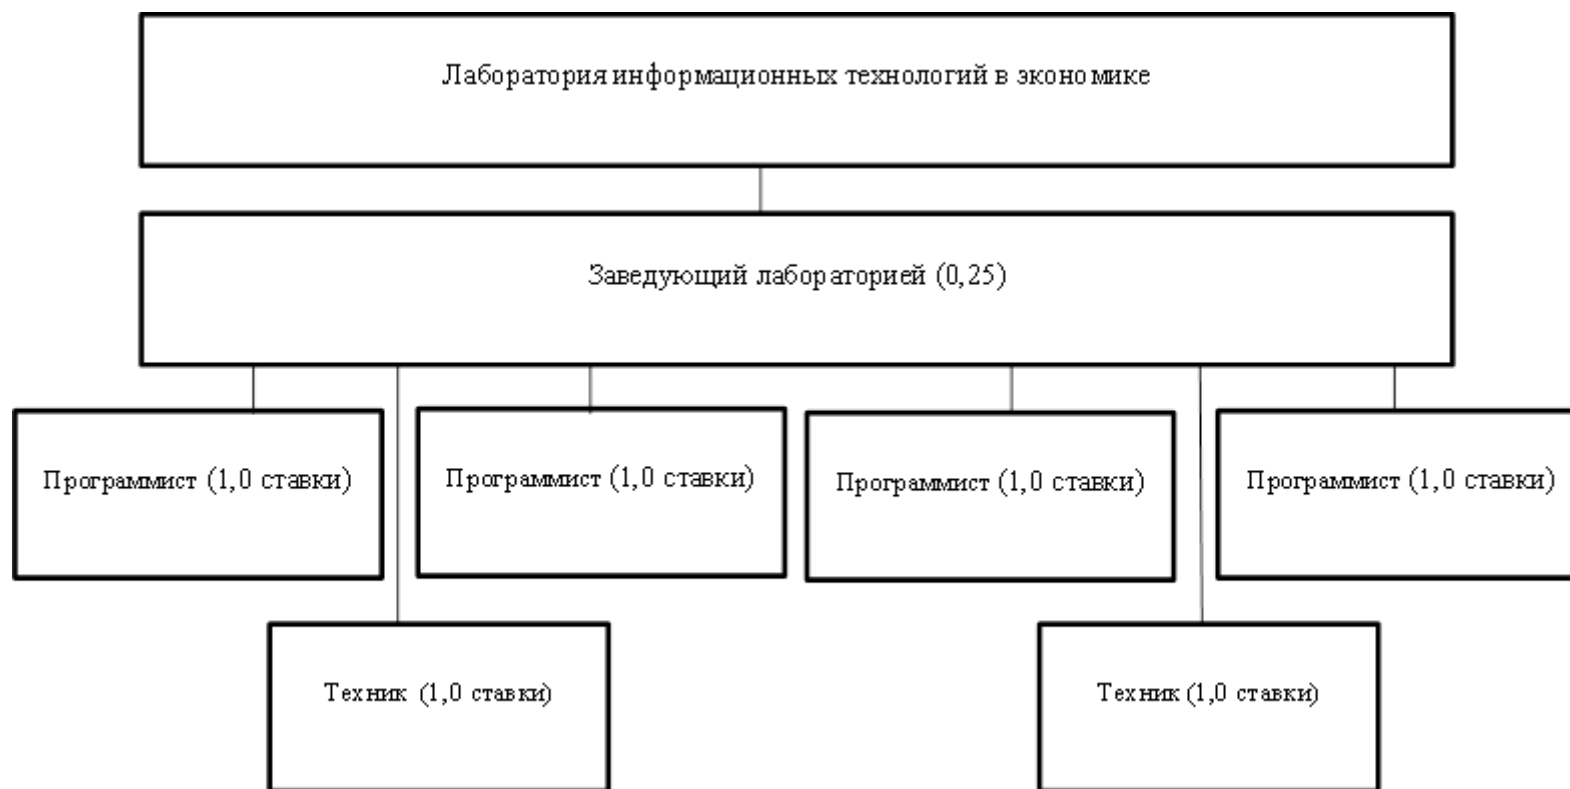 Лаборатория информационных технологий в экономике
Заведующий лабораторией (0,25)
Программист (1,0 ставки)
Программист (1,0 ставки)
Программист (1,0 ставки)
Программист (1,0 ставки)
Техник (1,0 ставки)
Техник (1,0 ставки)